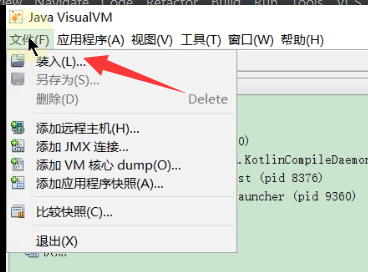 Java VisualVM
文件(F) 应用程序(A) 视图(V) 工具(T) 窗口(W) 帮助(H)
装入(L)...
另存为(S)...
删除(D) Delete
添加远程主机(H)...
添加 JMX 连接...
添加 VM 核心 dump(O)...
添加应用程序快照(A)...
比较快照(C)...
退出(X)
0)
.KotlinCompileDaemon
st (pid 8376)
auncher (pid 9360)